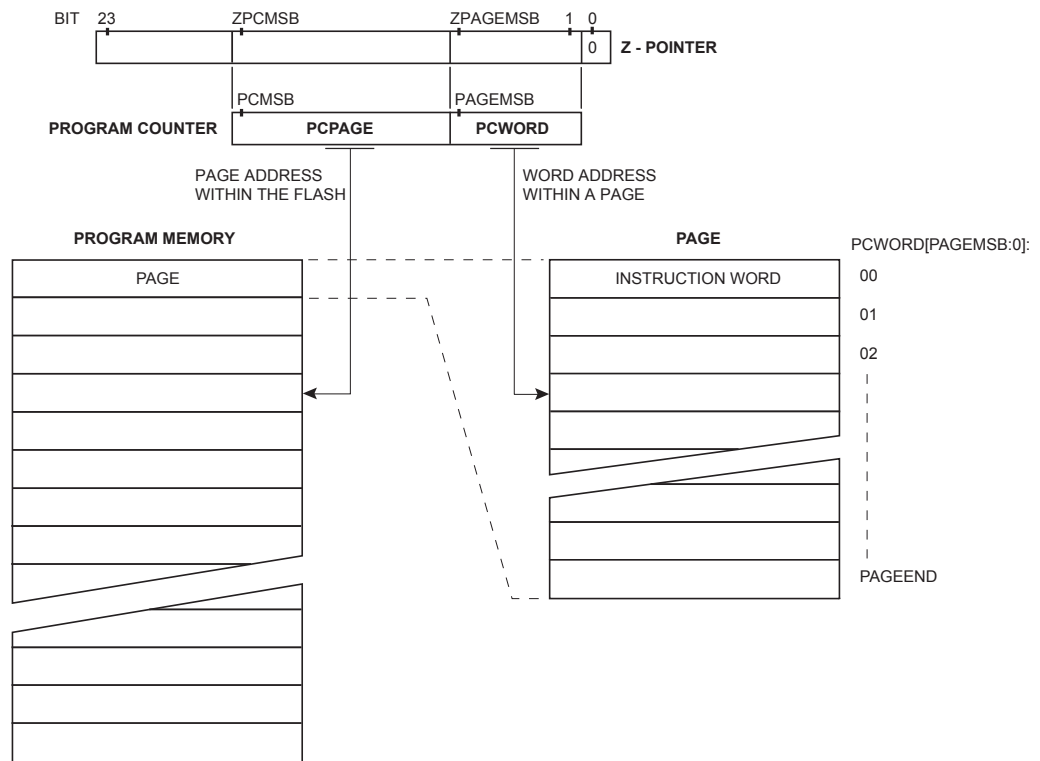 BIT 23 ZPCMSB ZPAGEMSB 1 0
0 Z - POINTER
PCMSB PAGEMSB
PROGRAM COUNTER PCPAGE PCWORD
PAGE ADDRESS
WITHIN THE FLASH
WORD ADDRESS
WITHIN A PAGE
PROGRAM MEMORY PAGE PCWORD[PAGEMSB:0]:
PAGE INSTRUCTION WORD 00
01
02
PAGEEND